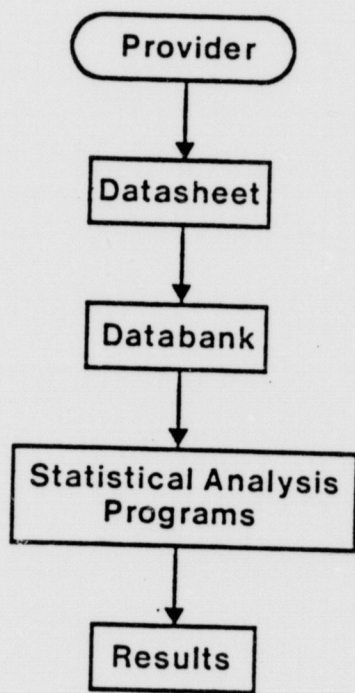 Provider
Datasheet
Databank
Statistical Analysis
Programs
Results